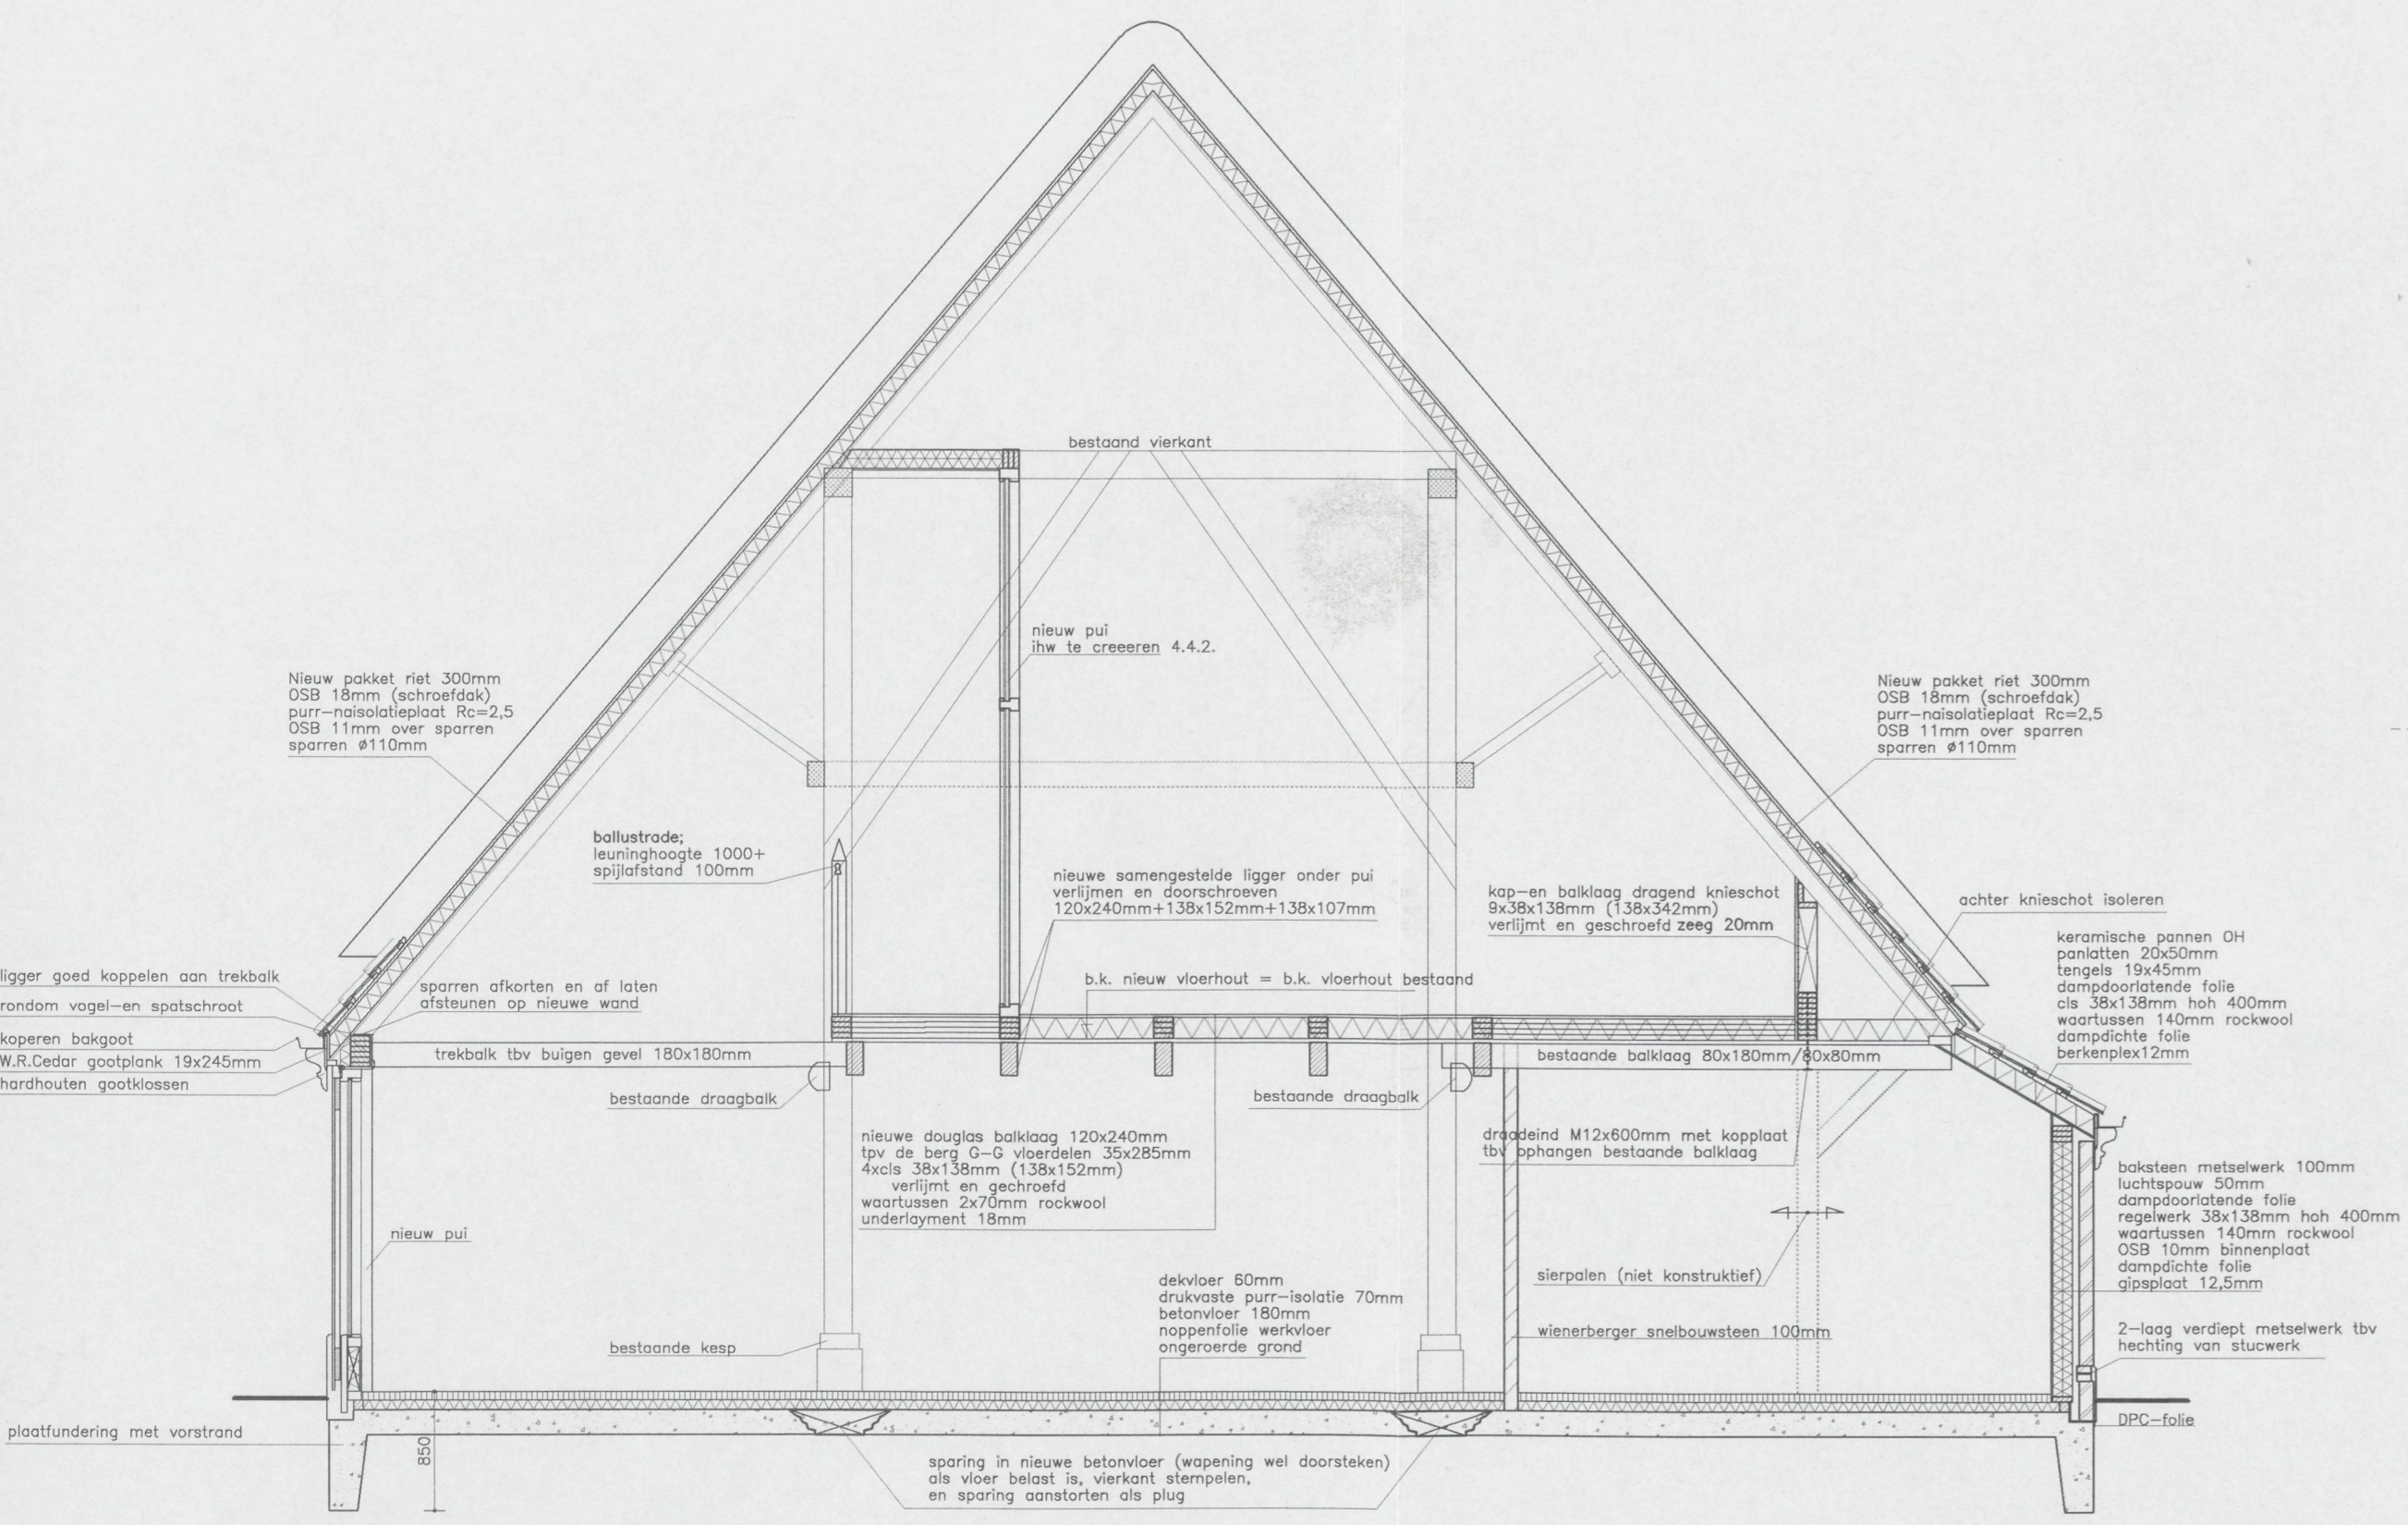 bestaand vierkant
nieuw pui
ihw te creeeren 4.4.2.
Nieuw pakket riet 300mm
OSB 18mm (schroefdak)
purr-naisolatieplaat Rc=2,5
OSB 11mm over sparren
sparren ø110mm
Nieuw pakket riet 300mm
OSB 18mm (schroefdak)
purr-naisolatieplaat Rc=2,5
OSB 11mm over sparren
sparren ø110mm
ballustrade;
leuninghoogte 1000+
spijlafstand 100mm
nieuwe samengestelde ligger onder pui
verlijmen en doorschroeven
120x240mm+138x152mm+138x107mm
kap-en balklaag dragend knieschot
9x38x138mm (138x342mm)
verlijmt en geschroefd zeeg 20mm
achter knieschot isoleren
keramische pannen OH
panlatten 20x50mm
tengels 19x45mm
dampdoorlatende folie
cls 38x138mm hoh 400mm
waartussen 140mm rockwool
dampdichte folie
berkenplex12mm
ligger goed koppelen aan trekbalk
rondom vogel-en spatschroot
koperen bakgoot
W.R.Cedar gootplank 19x245mm
hardhouten gootklossen
sparren afkorten en af laten
afsteunen op nieuwe wand
b.k. nieuw vloerhout = b.k. vloerhout bestaand
trekbalk tbv buigen gevel 180x180mm
bestaande balklaag 80x180mm/80x80mm
bestaande draagbalk
bestaande draagbalk
nieuwe douglas balklaag 120x240mm
tpv de berg G-G vloerdelen 35x285mm
4xcls 38x138mm (138x152mm)
verlijmt en gechroefd
waartussen 2x70mm rockwool
underlayment 18mm
draadeind M12x600mm met kopplaat
tbv ophangen bestaande balklaag
baksteen metselwerk 100mm
luchtspouw 50mm
dampdoorlatende folie
regelwerk 38x138mm hoh 400mm
waartussen 140mm rockwool
OSB 10mm binnenplaat
dampdichte folie
gipsplaat 12,5mm
nieuw pui
sierpalen (niet konstruktief)
dekvloer 60mm
drukvaste purr-isolatie 70mm
betonvloer 180mm
noppenfolie werkvloer
ongeroerde grond
bestaande kesp
wienerberger snelbouwsteen 100mm
2-laag verdiept metselwerk tbv
hechting van stucwerk
plaatfundering met vorstrand
850
DPC-folie
sparing in nieuwe betonvloer (wapening wel doorsteken)
als vloer belast is, vierkant stempelen,
en sparing aanstorten als plug